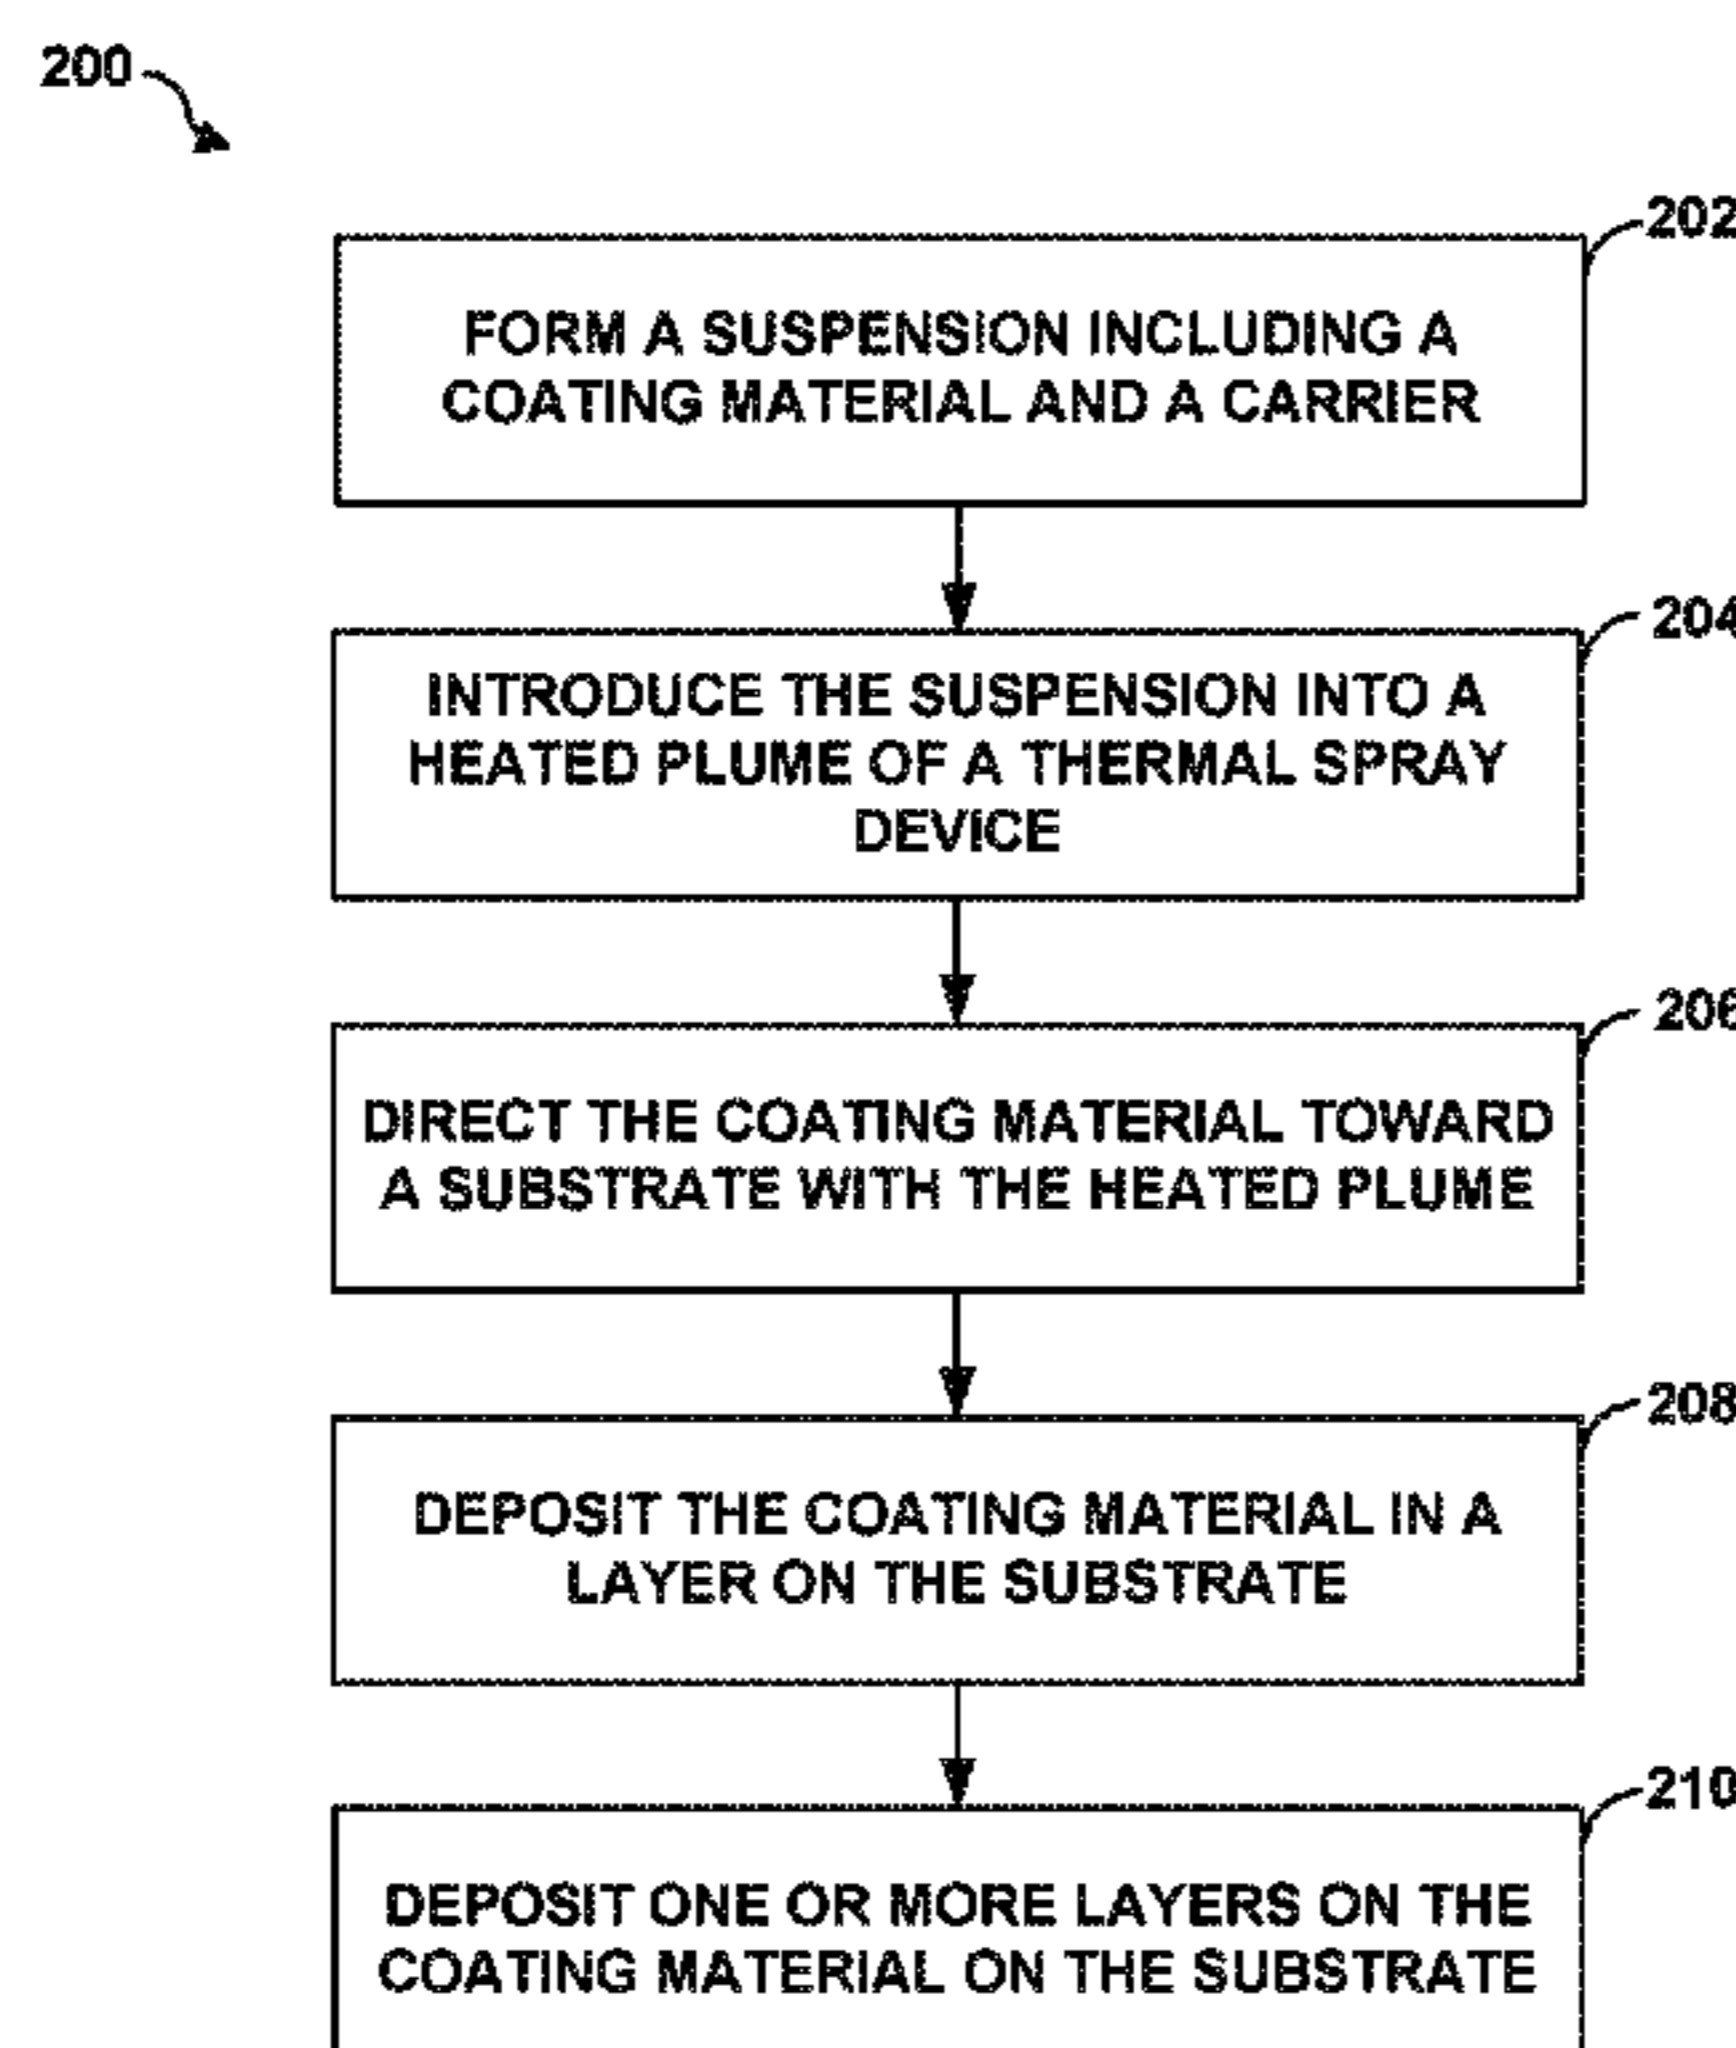 200
202
FORM A SUSPENSION INCLUDING A
COATING MATERIAL AND A CARRIER
204
INTRODUCE THE SUSPENSION INTO A
HEATED PLUME OF A THERMAL SPRAY
DEVICE
206
DIRECT THE COATING MATERIAL TOWARD
A SUBSTRATE WITH THE HEATED PLUME
208
DEPOSIT THE COATING MATERIAL IN A
LAYER ON THE SUBSTRATE
210
DEPOSIT ONE OR MORE LAYERS ON THE
COATING MATERIAL ON THE SUBSTRATE